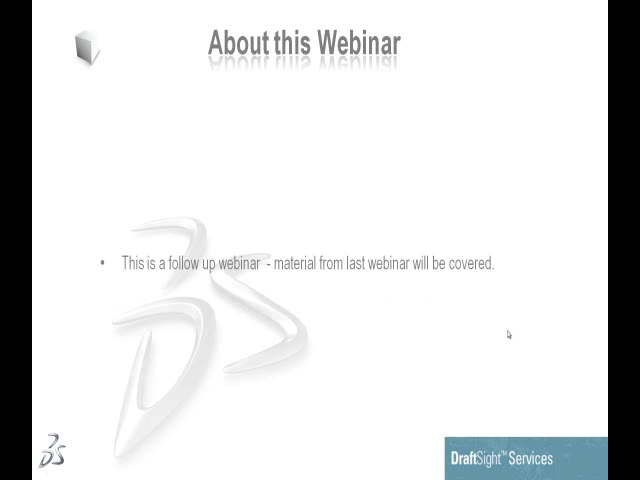 About this Webinar
• This is a follow up webinar - material from last webinar will be covered.
DraftSight™ Services